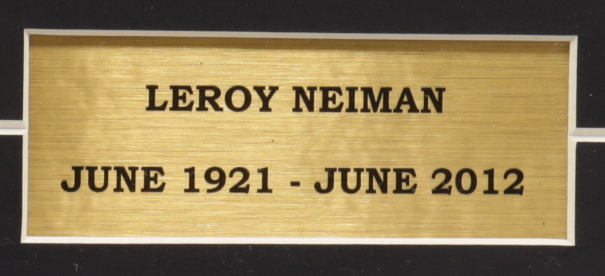 LEROY NEIMAN
JUNE 1921 - JUNE 2012